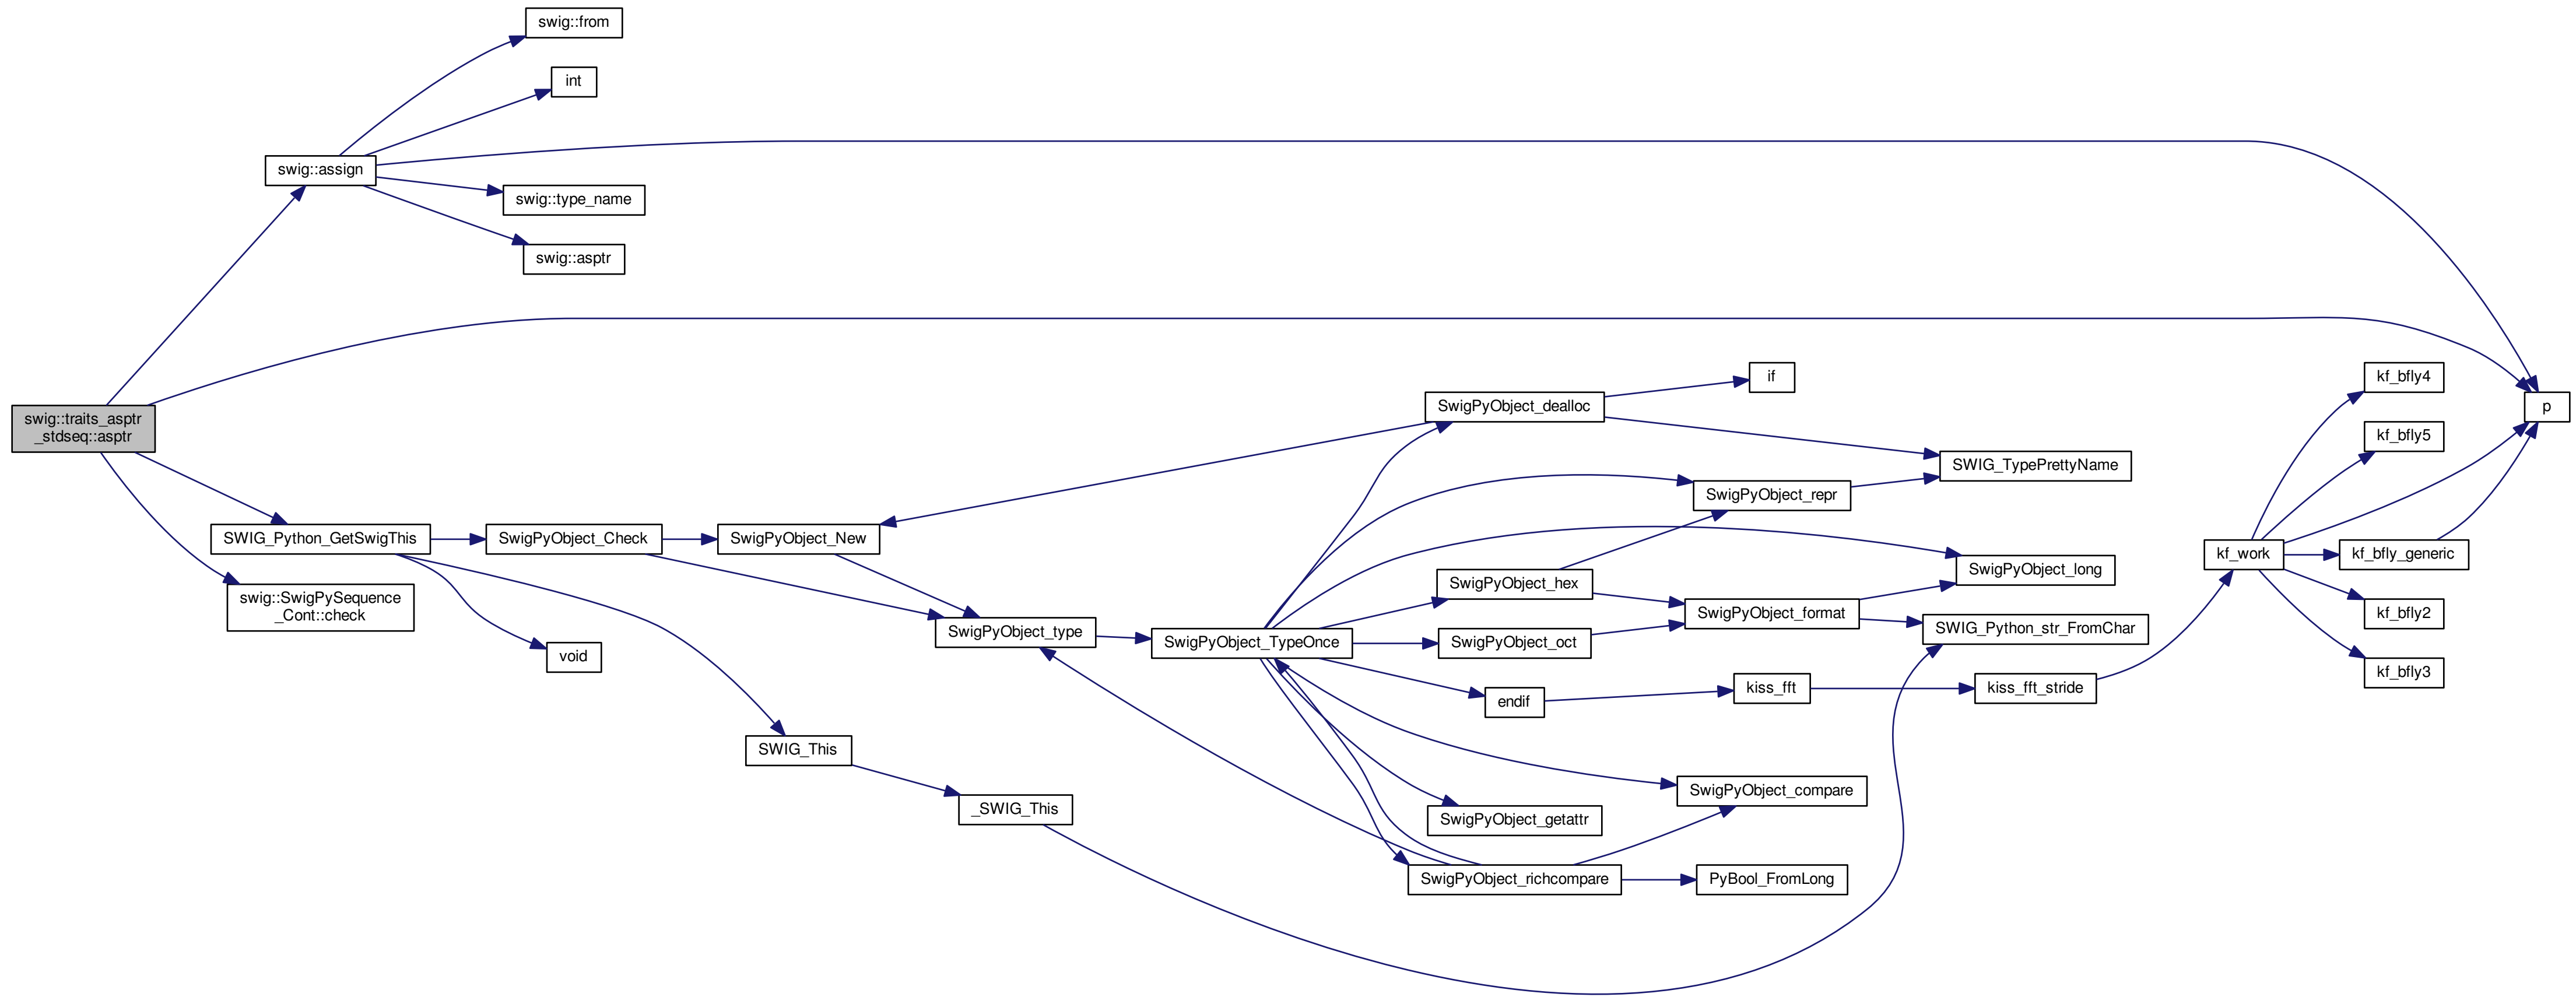 swig::from
int
swig::assign
swig::type_name
swig::asptr
if
kf_bfly4
SwigPyObject_dealloc
p
swig::traits_asptr
_stdseq::asptr
kf_bfly5
SWIG_TypePrettyName
SwigPyObject_repr
SWIG_Python_GetSwigThis
SwigPyObject_Check
SwigPyObject_New
kf_work
kf_bfly_generic
SwigPyObject_long
SwigPyObject_hex
swig::SwigPySequence
_Cont::check
SwigPyObject_format
kf_bfly2
SwigPyObject_type
SwigPyObject_TypeOnce
SwigPyObject_oct
SWIG_Python_str_FromChar
void
kf_bfly3
endif
kiss_fft
kiss_fft_stride
SWIG_This
SwigPyObject_compare
_SWIG_This
SwigPyObject_getattr
SwigPyObject_richcompare
PyBool_FromLong